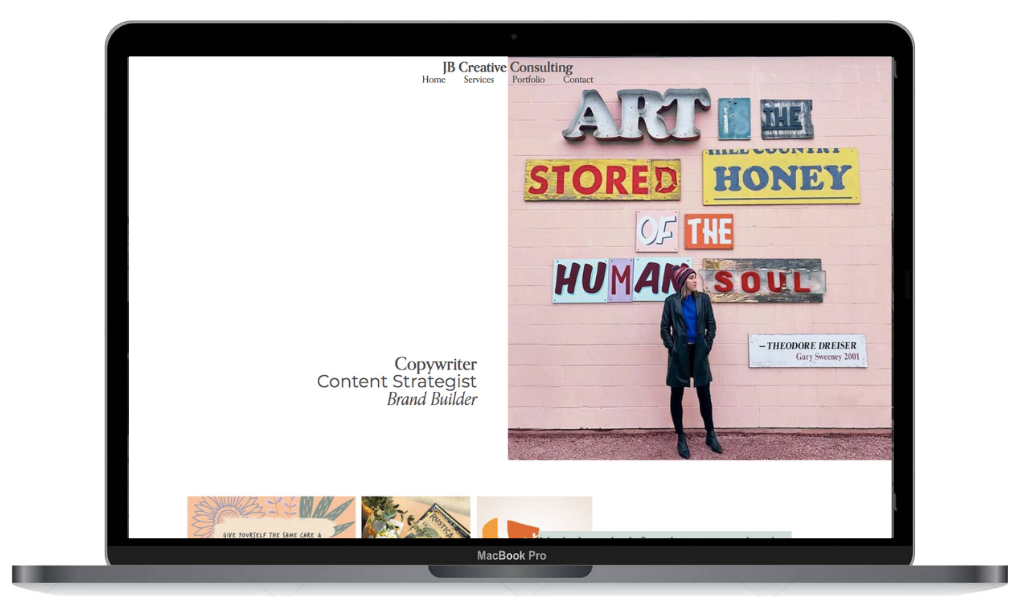 JB Creative Consulting
Home Services Portfolio Contact
ART IS THE
STORED HILL COUNTRY HONEY
OF THE
HUMAN SOUL
—THEODORE DREISER
Gary Sweeney 2001
Copywriter
Content Strategist
Brand Builder
GIVE YOURSELF THE SAME CARE &
RUSTICA
MacBook Pro